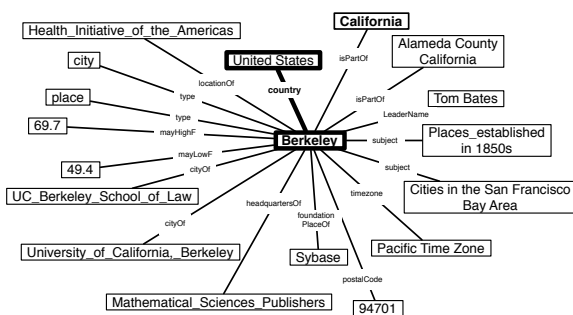 California
Health_Initiative_of_the_Americas
Alameda County
California
United States
city
isPartOf
locationOf
country
type
isPartOf
place
Tom Bates
type
LeaderName
69.7
mayHighF
Berkeley
subject
Places_established
in 1850s
49.4
mayLowF
cityOf
subject
UC_Berkeley_School_of_Law
Cities in the San Francisco
Bay Area
headquartersOf
timezone
foundation
PlaceOf
cityOf
University_of_California,_Berkeley
Sybase
Pacific Time Zone
postalCode
Mathematical_Sciences_Publishers
94701